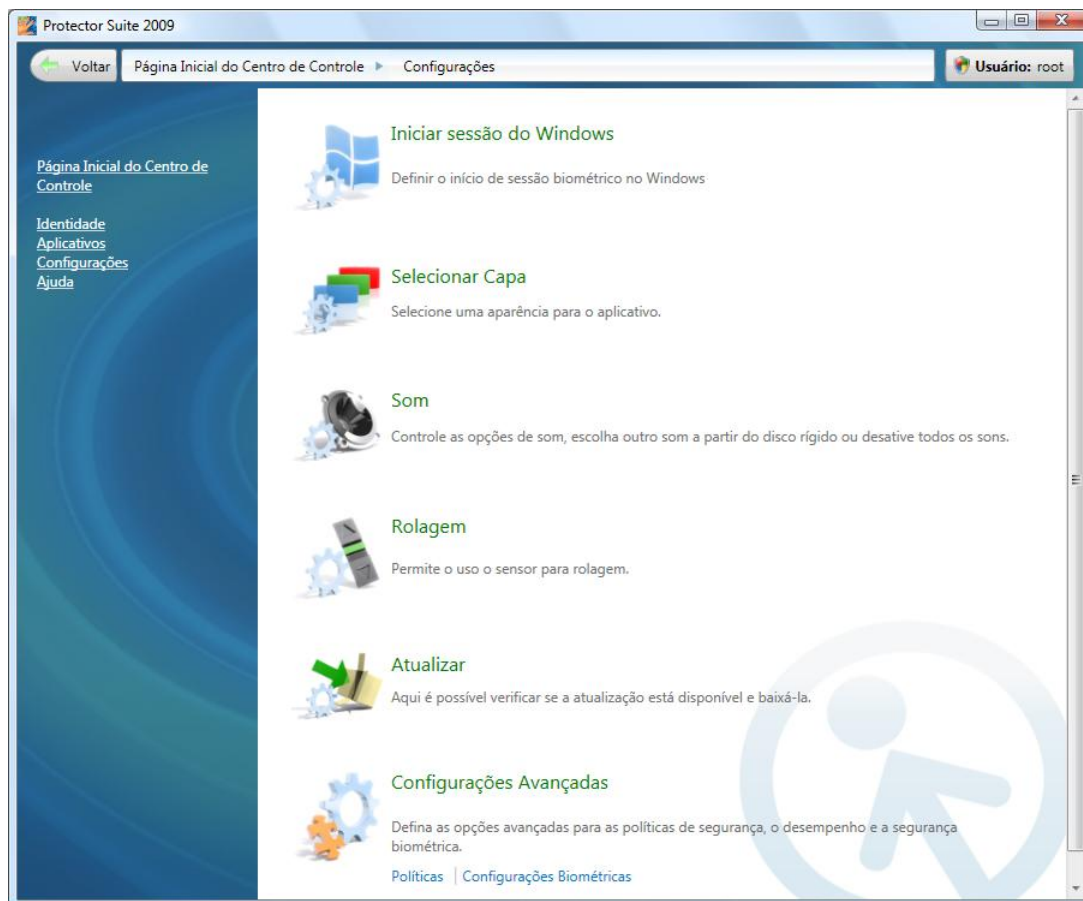 Protector Suite 2009
Voltar
Página Inicial do Centro de Controle
Configurações
Usuário: root
Página Inicial do Centro de
Controle
Identidade
Aplicativos
Configurações
Ajuda
Iniciar sessão do Windows
Definir o início de sessão biométrico no Windows
Selecionar Capa
Selecione uma aparência para o aplicativo.
Som
Controle as opções de som, escolha outro som a partir do disco rígido ou desative todos os sons.
Rolagem
Permite o uso o sensor para rolagem.
Atualizar
Aqui é possível verificar se a atualização está disponível e baixá-la.
Configurações Avançadas
Defina as opções avançadas para as políticas de segurança, o desempenho e a segurança
biométrica.
Políticas | Configurações Biométricas